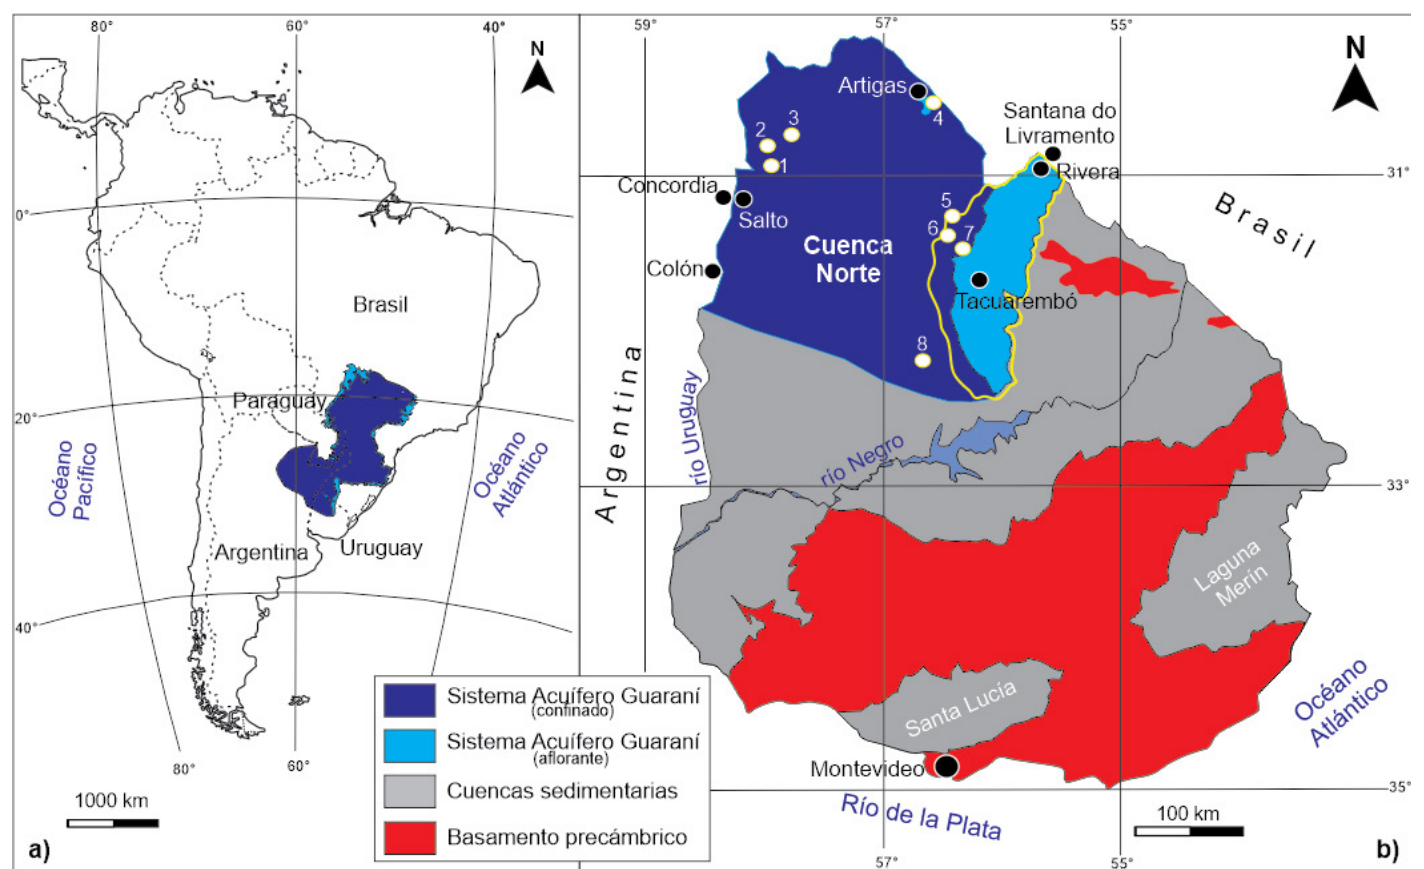 80°
60°
40°
N
0°
Brasil
Paraguay
20°
Océano
Pacífico
Océano
Atlántico
Argentina
Uruguay
40°
80°
60°
1000 km
a)
Sistema Acuífero Guaraní
(confinado)
Sistema Acuífero Guaraní
(aflorante)
Cuencas sedimentarias
Basamento precámbrico
59°
57°
55°
N
Artigas
4
Santana do
Livramento
Rivera
3
2
1
31°
Concordia
Salto
Brasil
5
6
7
Cuenca
Norte
Colón
Tacuarembó
8
Argentina
río Uruguay
río Negro
33°
Laguna
Merín
Santa Lucía
Océano
Atlántico
Montevideo
35°
Río de la Plata
100 km
57°
55°
b)